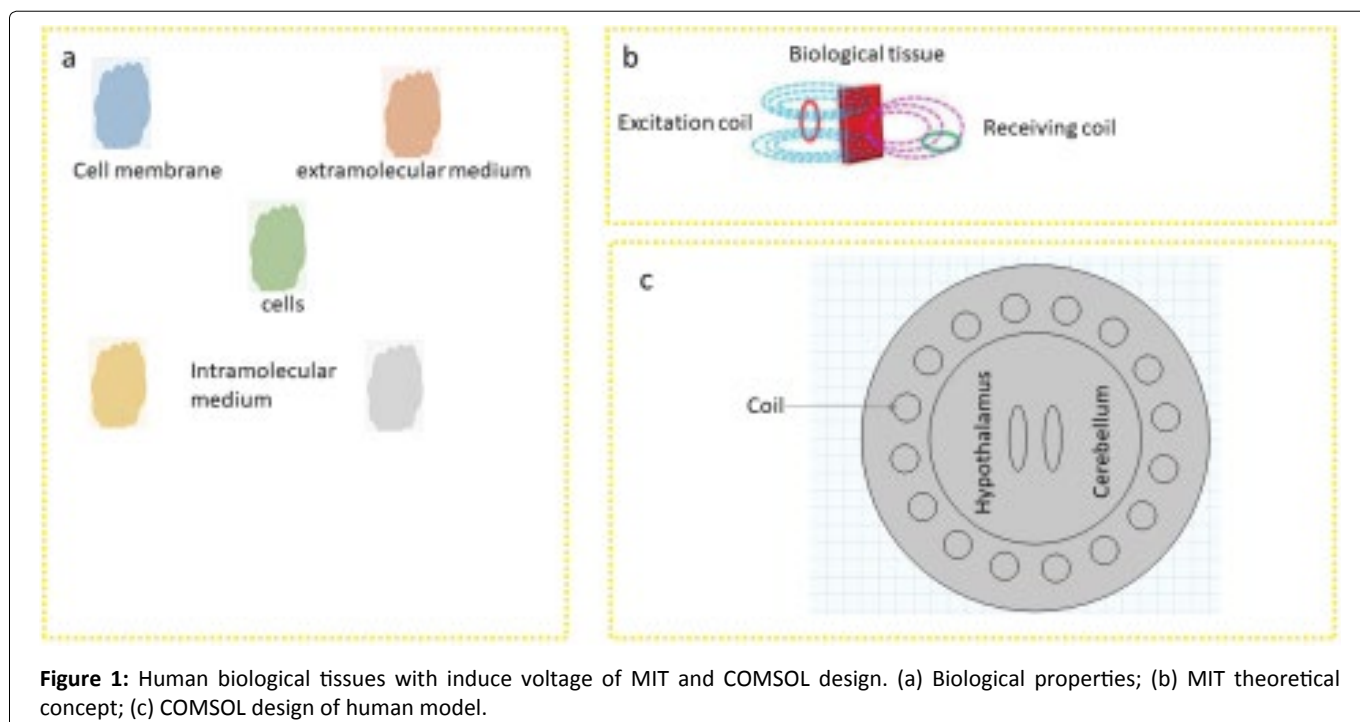 a
Cell membrane
extramolecular medium
cells
Intramolecular
medium
b
Biological tissue
Excitation coil
Receiving coil
c
Coil
Hypothalamus
Cerebellum
Figure 1: Human biological tissues with induce voltage of MIT and COMSOL design. (a) Biological properties; (b) MIT theoretical
concept; (c) COMSOL design of human model.